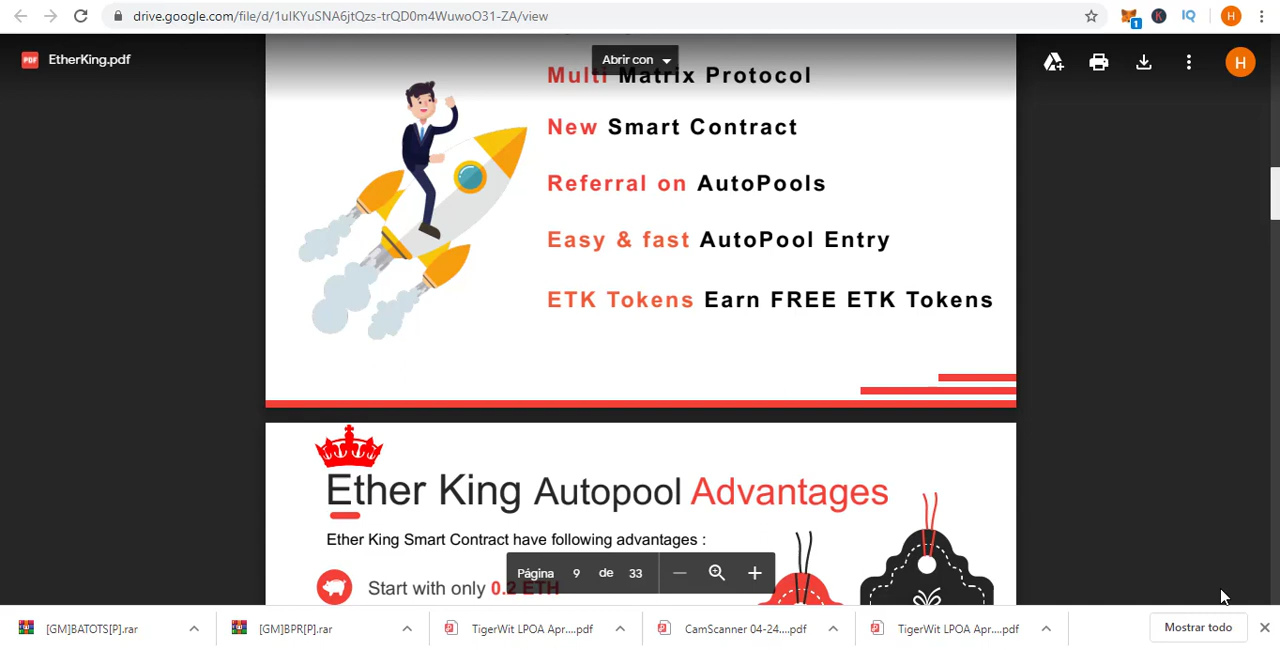 drive.google.com/file/d/1uIKYuSNA6jtQzs-trQD0m4WuwoO31-ZA/view
1
K
IQ
H
PDF
EtherKing.pdf
Abrir con
H
Multi Matrix Protocol
New Smart Contract
Referral on AutoPools
Easy & fast AutoPool Entry
ETK Tokens Earn FREE ETK Tokens
Ether King Autopool Advantages
Ether King Smart Contract have following advantages :
Start with only 0.2 ETH
Página 9 de 33
[GM]BATOTS[P].rar
[GM]BPR[P].rar
TigerWit LPOA Apr....pdf
CamScanner 04-24....pdf
TigerWit LPOA Apr....pdf
Mostrar todo